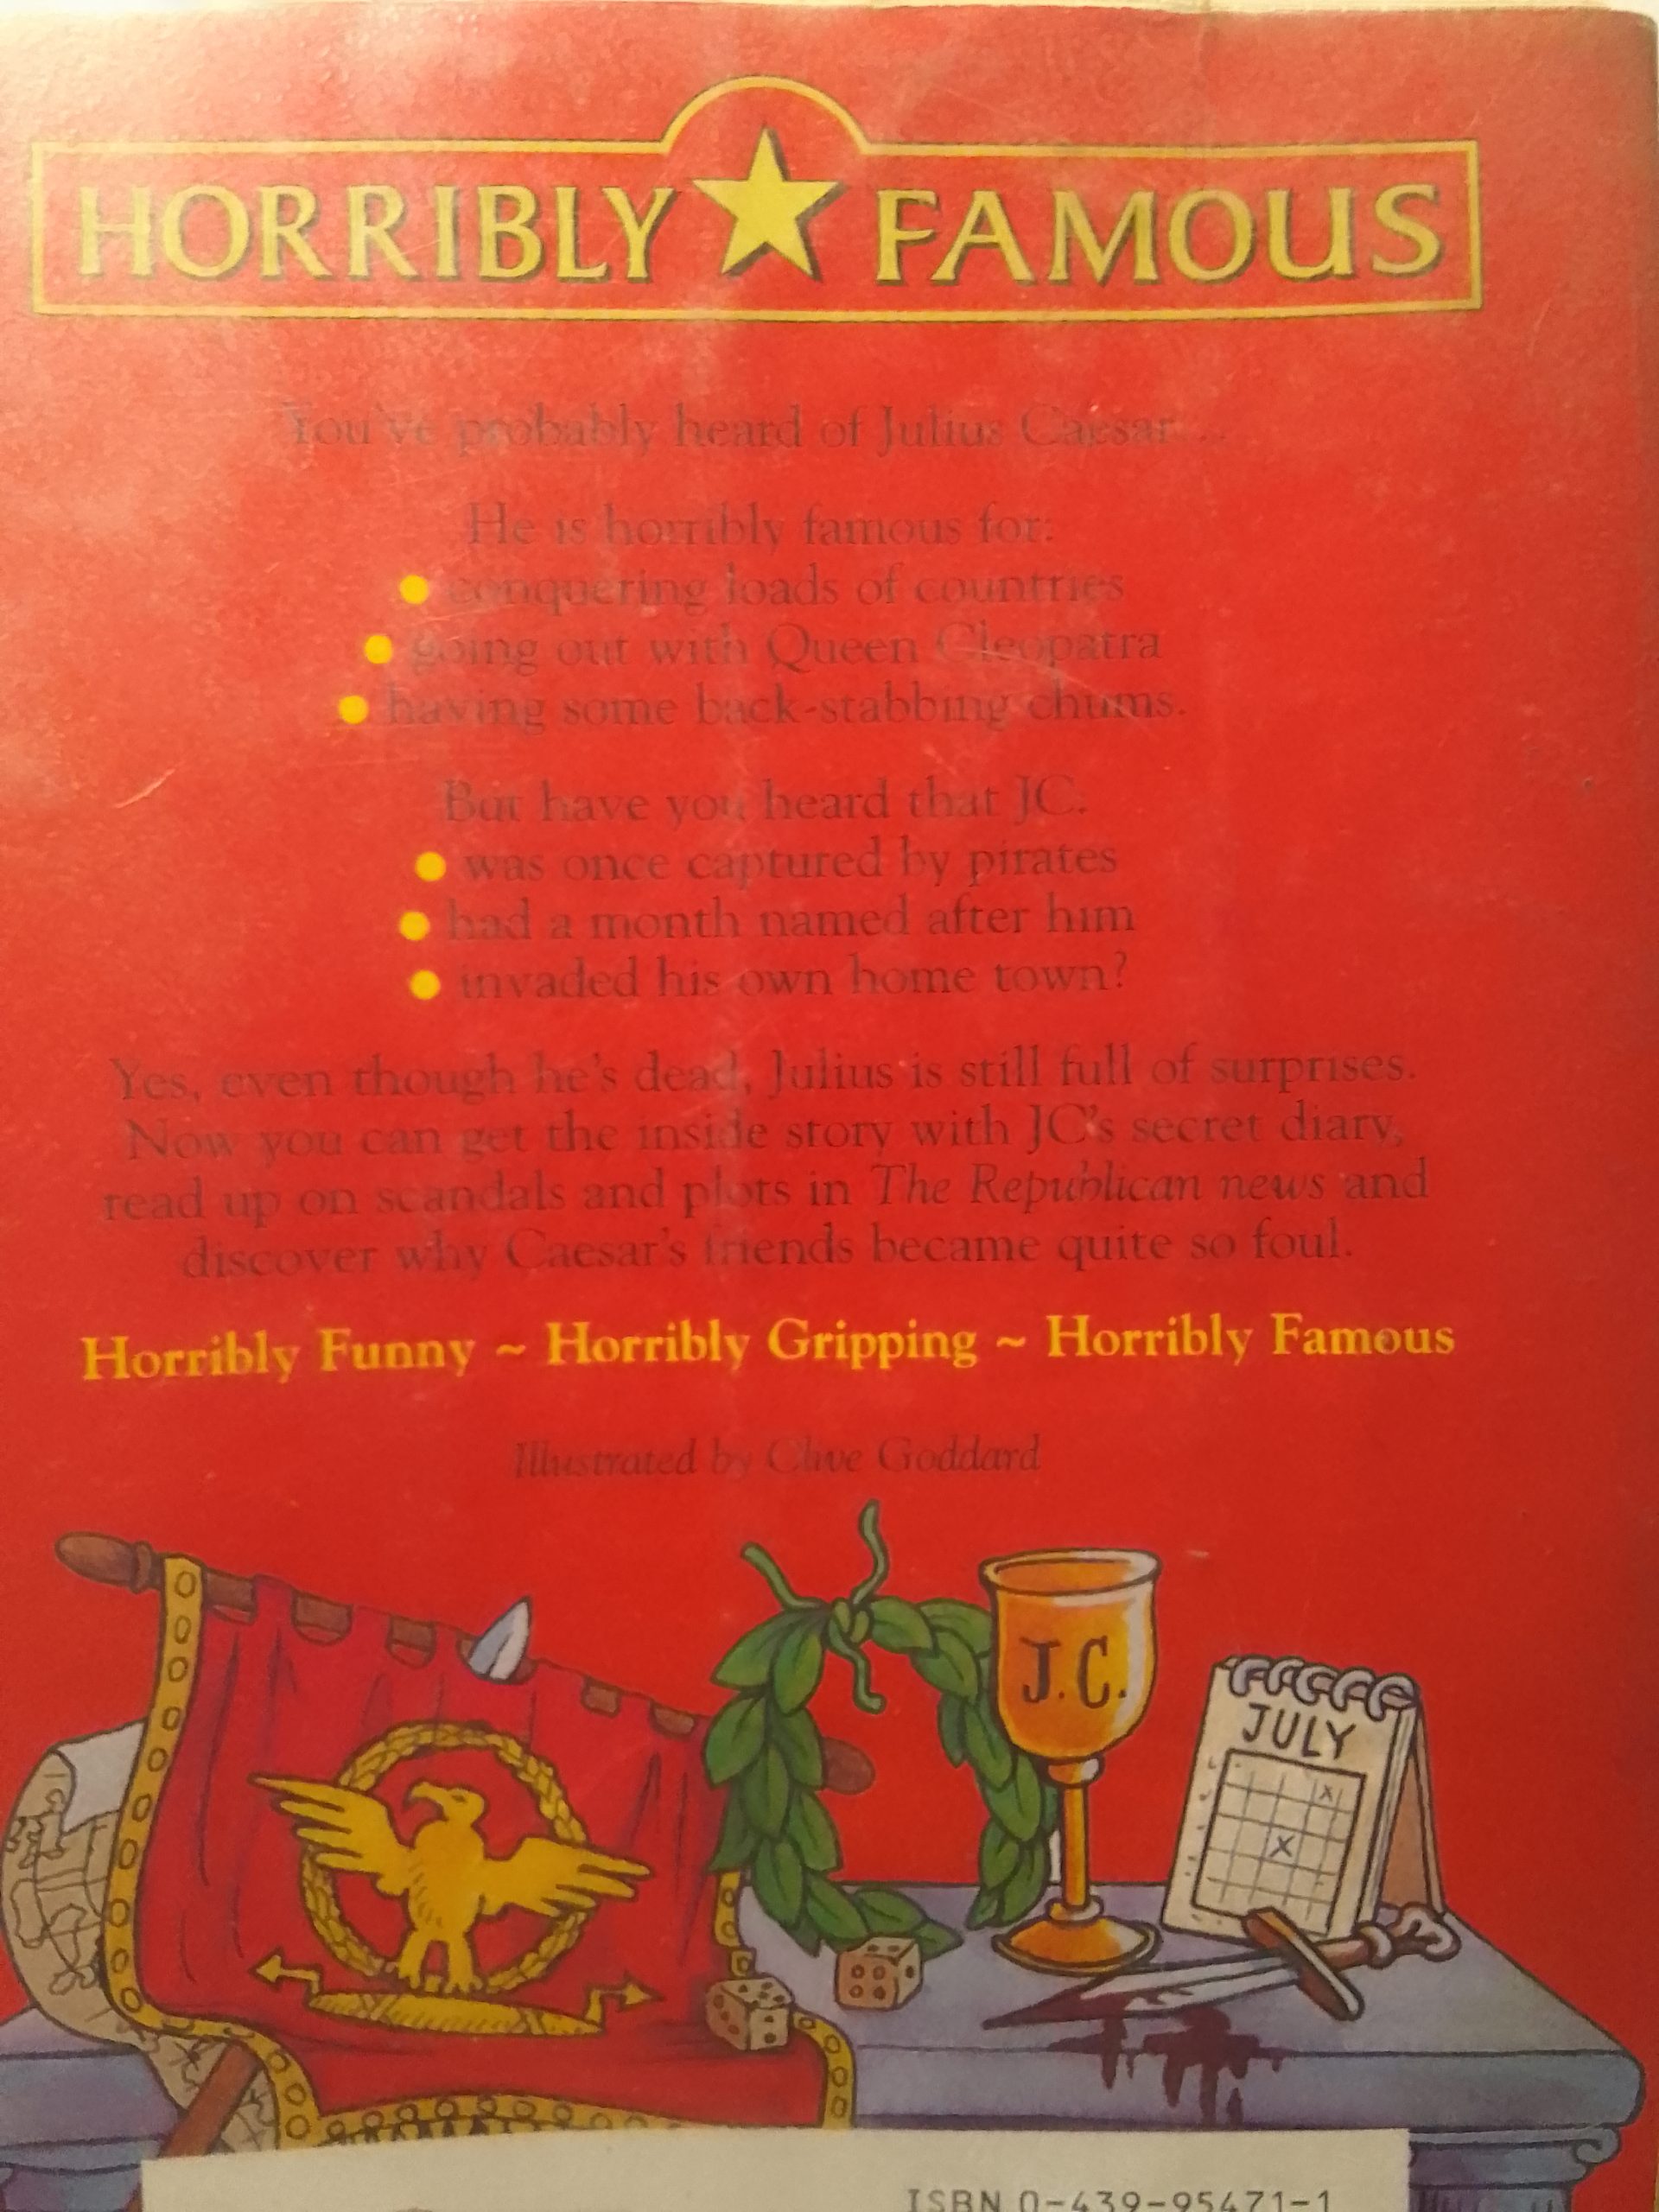 HORRIBLY FAMOUS
You've probably heard of Julius Caesar...
He is horribly famous for:
● conquering loads of countries
● going out with Queen Cleopatra
● having some back-stabbing chums.
But have you heard that JC:
● was once captured by pirates
● had a month named after him
● invaded his own home town?
Yes, even though he's dead, Julius is still full of surprises.
Now you can get the inside story with JC's secret diary,
read up on scandals and plots in The Republican news and
discover why Caesar's friends became quite so foul.
Horribly Funny ~ Horribly Gripping ~ Horribly Famous
Illustrated by Clive Goddard
J.C.
JULY
ISBN 0-439-95471-1